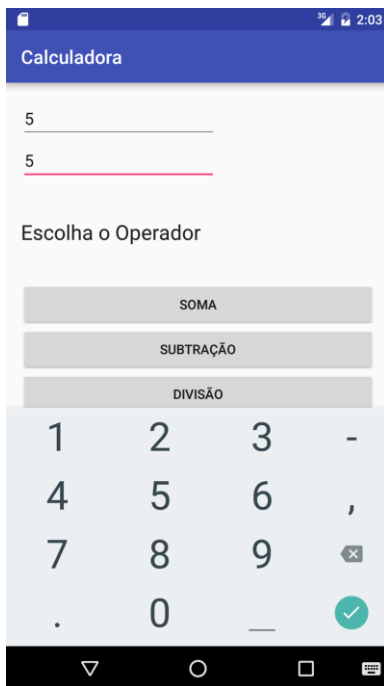 3G 2:03
Calculadora
5
5
Escolha o Operador
SOMA
SUBTRAÇÃO
DIVISÃO
1 2 3 -
4 5 6 ,
7 8 9
. 0 _